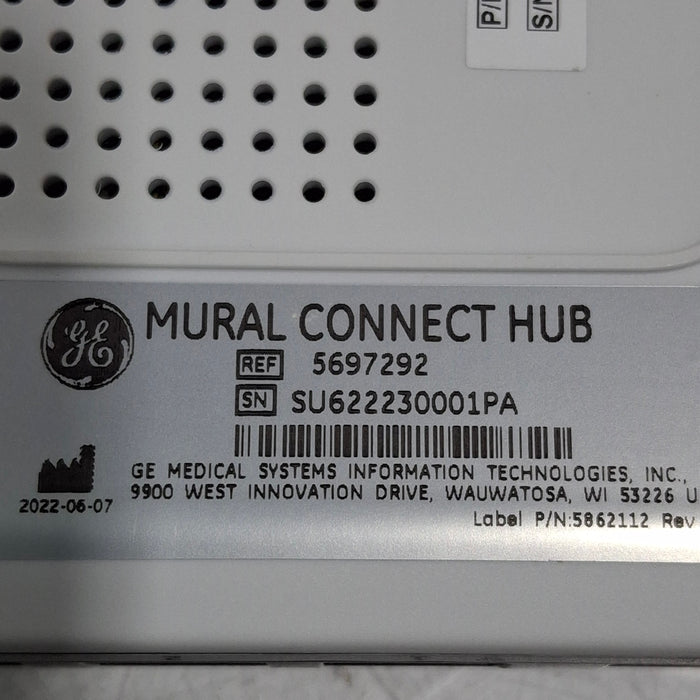 P/N
S/N
GE
MURAL CONNECT HUB
REF 5697292
SN SU622230001PA
GE MEDICAL SYSTEMS INFORMATION TECHNOLOGIES, INC.,
2022-06-07
9900 WEST INNOVATION DRIVE, WAUWATOSA, WI 53226 U
Label P/N:5862112 Rev